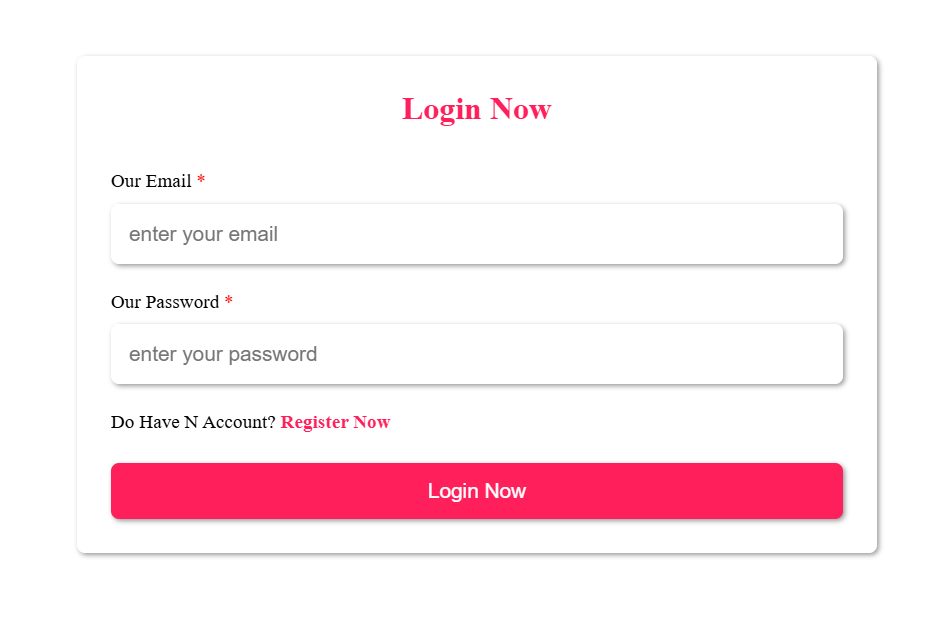 Login Now
Our Email *
enter your email
Our Password *
enter your password
Do Have N Account? Register Now
Login Now